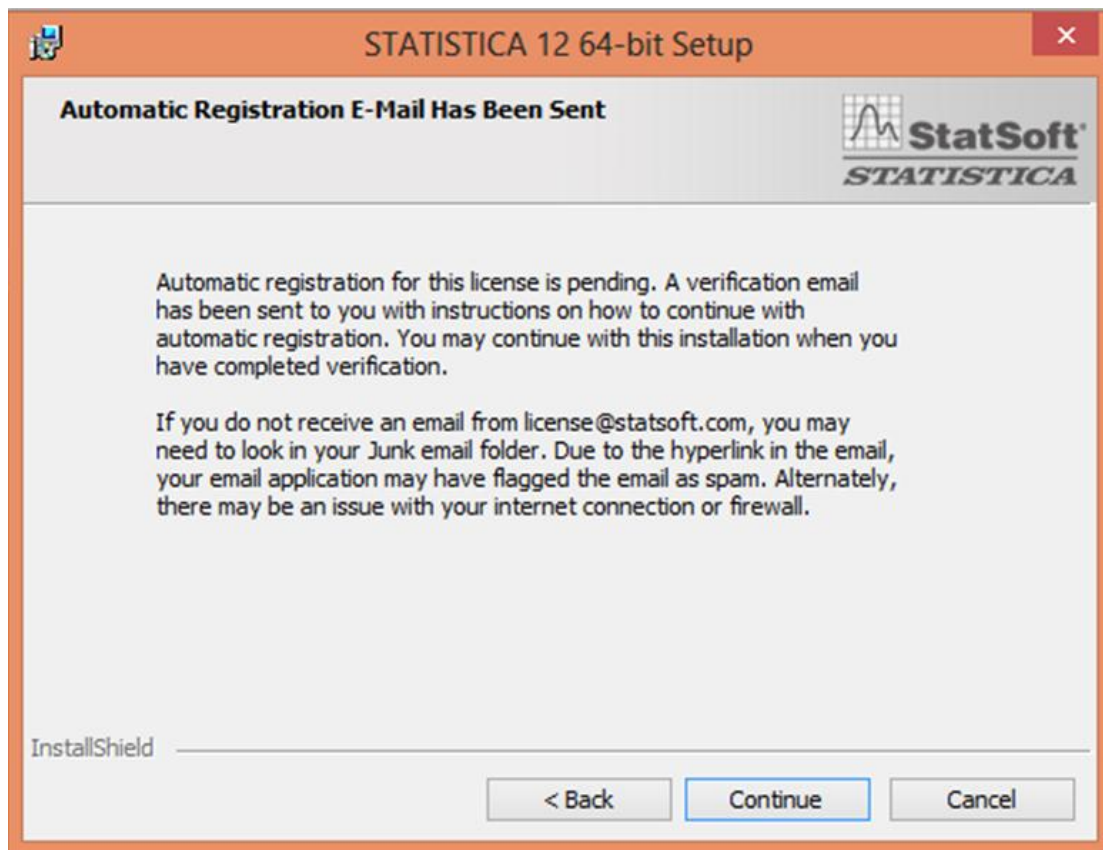 STATISTICA 12 64-bit Setup
Automatic Registration E-Mail Has Been Sent
StatSoft
STATISTICA
Automatic registration for this license is pending. A verification email
has been sent to you with instructions on how to continue with
automatic registration. You may continue with this installation when you
have completed verification.
If you do not receive an email from license@statsoft.com, you may
need to look in your Junk email folder. Due to the hyperlink in the email,
your email application may have flagged the email as spam. Alternately,
there may be an issue with your internet connection or firewall.
InstallShield
< Back
Continue
Cancel